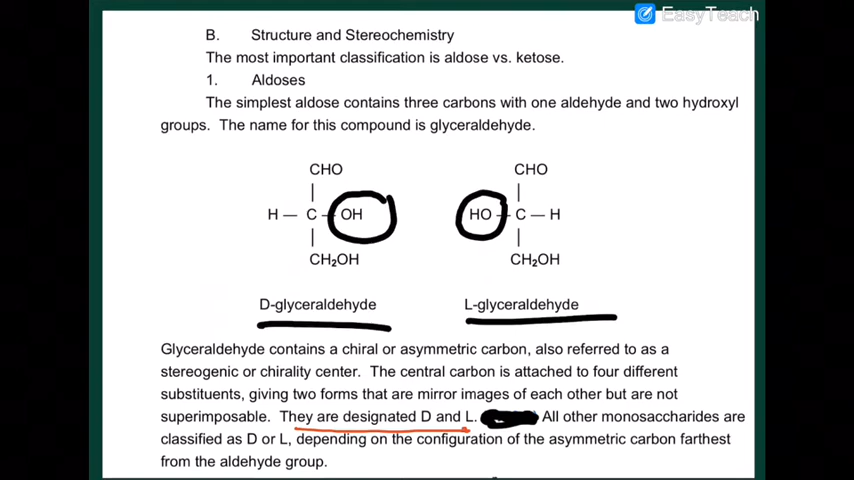 EasyTeach
B. Structure and Stereochemistry
The most important classification is aldose vs. ketose.
1. Aldoses
The simplest aldose contains three carbons with one aldehyde and two hydroxyl
groups. The name for this compound is glyceraldehyde.
CHO CHO
| |
H — C – OH HO – C — H
| |
CH₂OH CH₂OH
D-glyceraldehyde L-glyceraldehyde
Glyceraldehyde contains a chiral or asymmetric carbon, also referred to as a
stereogenic or chirality center. The central carbon is attached to four different
substituents, giving two forms that are mirror images of each other but are not
superimposable. They are designated D and L. All other monosaccharides are
classified as D or L, depending on the configuration of the asymmetric carbon farthest
from the aldehyde group.